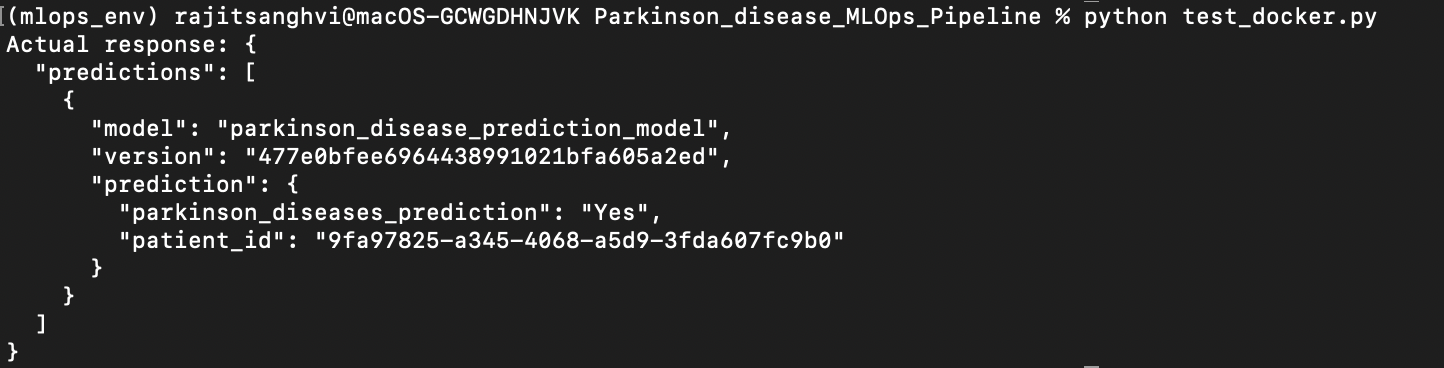 (mlops_env) rajitsanghvi@macOS-GCWGDHNJVK Parkinson_disease_MLOps_Pipeline % python test_docker.py
Actual response: {
  "predictions": [
    {
      "model": "parkinson_disease_prediction_model",
      "version": "477e0bfee6964438991021bfa605a2ed",
      "prediction": {
        "parkinson_diseases_prediction": "Yes",
        "patient_id": "9fa97825-a345-4068-a5d9-3fda607fc9b0"
      }
    }
  ]
}